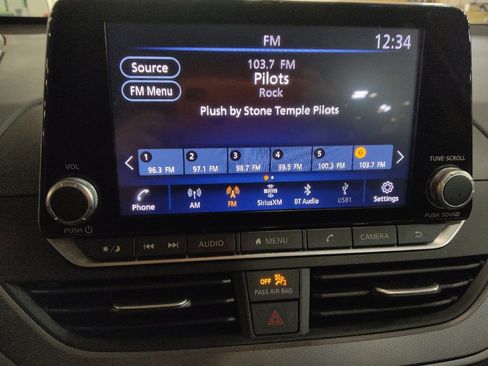 FM
12:34
Source
FM Menu
103.7 FM
Pilots
Rock
Plush by Stone Temple Pilots
1 2 3 4 5 6
96.3 FM 97.1 FM 98.7 FM 99.5 FM 100.3 FM 103.7 FM
Phone AM FM SiriusXM BT Audio USB1 Settings
VOL
PUSH
TUNE·SCROLL
PUSH SOUND
AUDIO MENU CAMERA
OFF 2
PASS AIR BAG